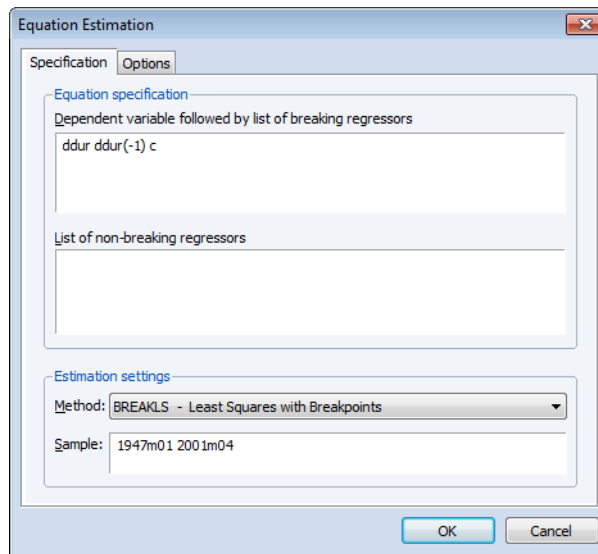 Equation Estimation
Specification
Options
Equation specification
Dependent variable followed by list of breaking regressors
ddur ddur(-1) c
List of non-breaking regressors
Estimation settings
Method: BREAKLS - Least Squares with Breakpoints
Sample: 1947m01 2001m04
OK
Cancel